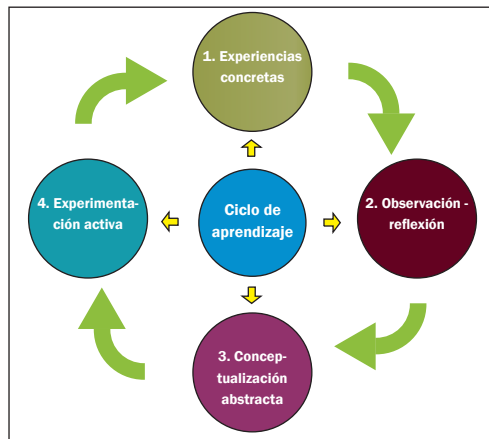 1. Experiencias
concretas
2. Observación -
reflexión
3. Concep-
tualización
abstracta
4. Experimenta-
ción activa
Ciclo de
aprendizaje